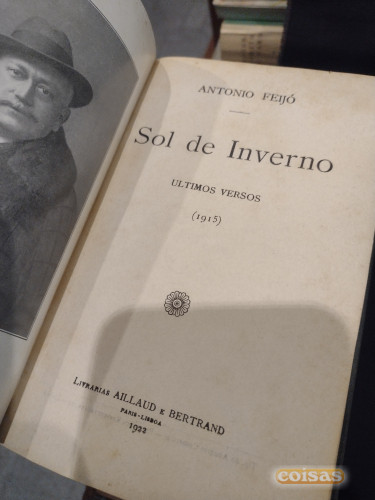 ANTONIO FEIJÓ
Sol de Inverno
ULTIMOS VERSOS
(1915)
LIVRARIAS AILLAUD E BERTRAND
PARIS-LISBOA
1922
coisas